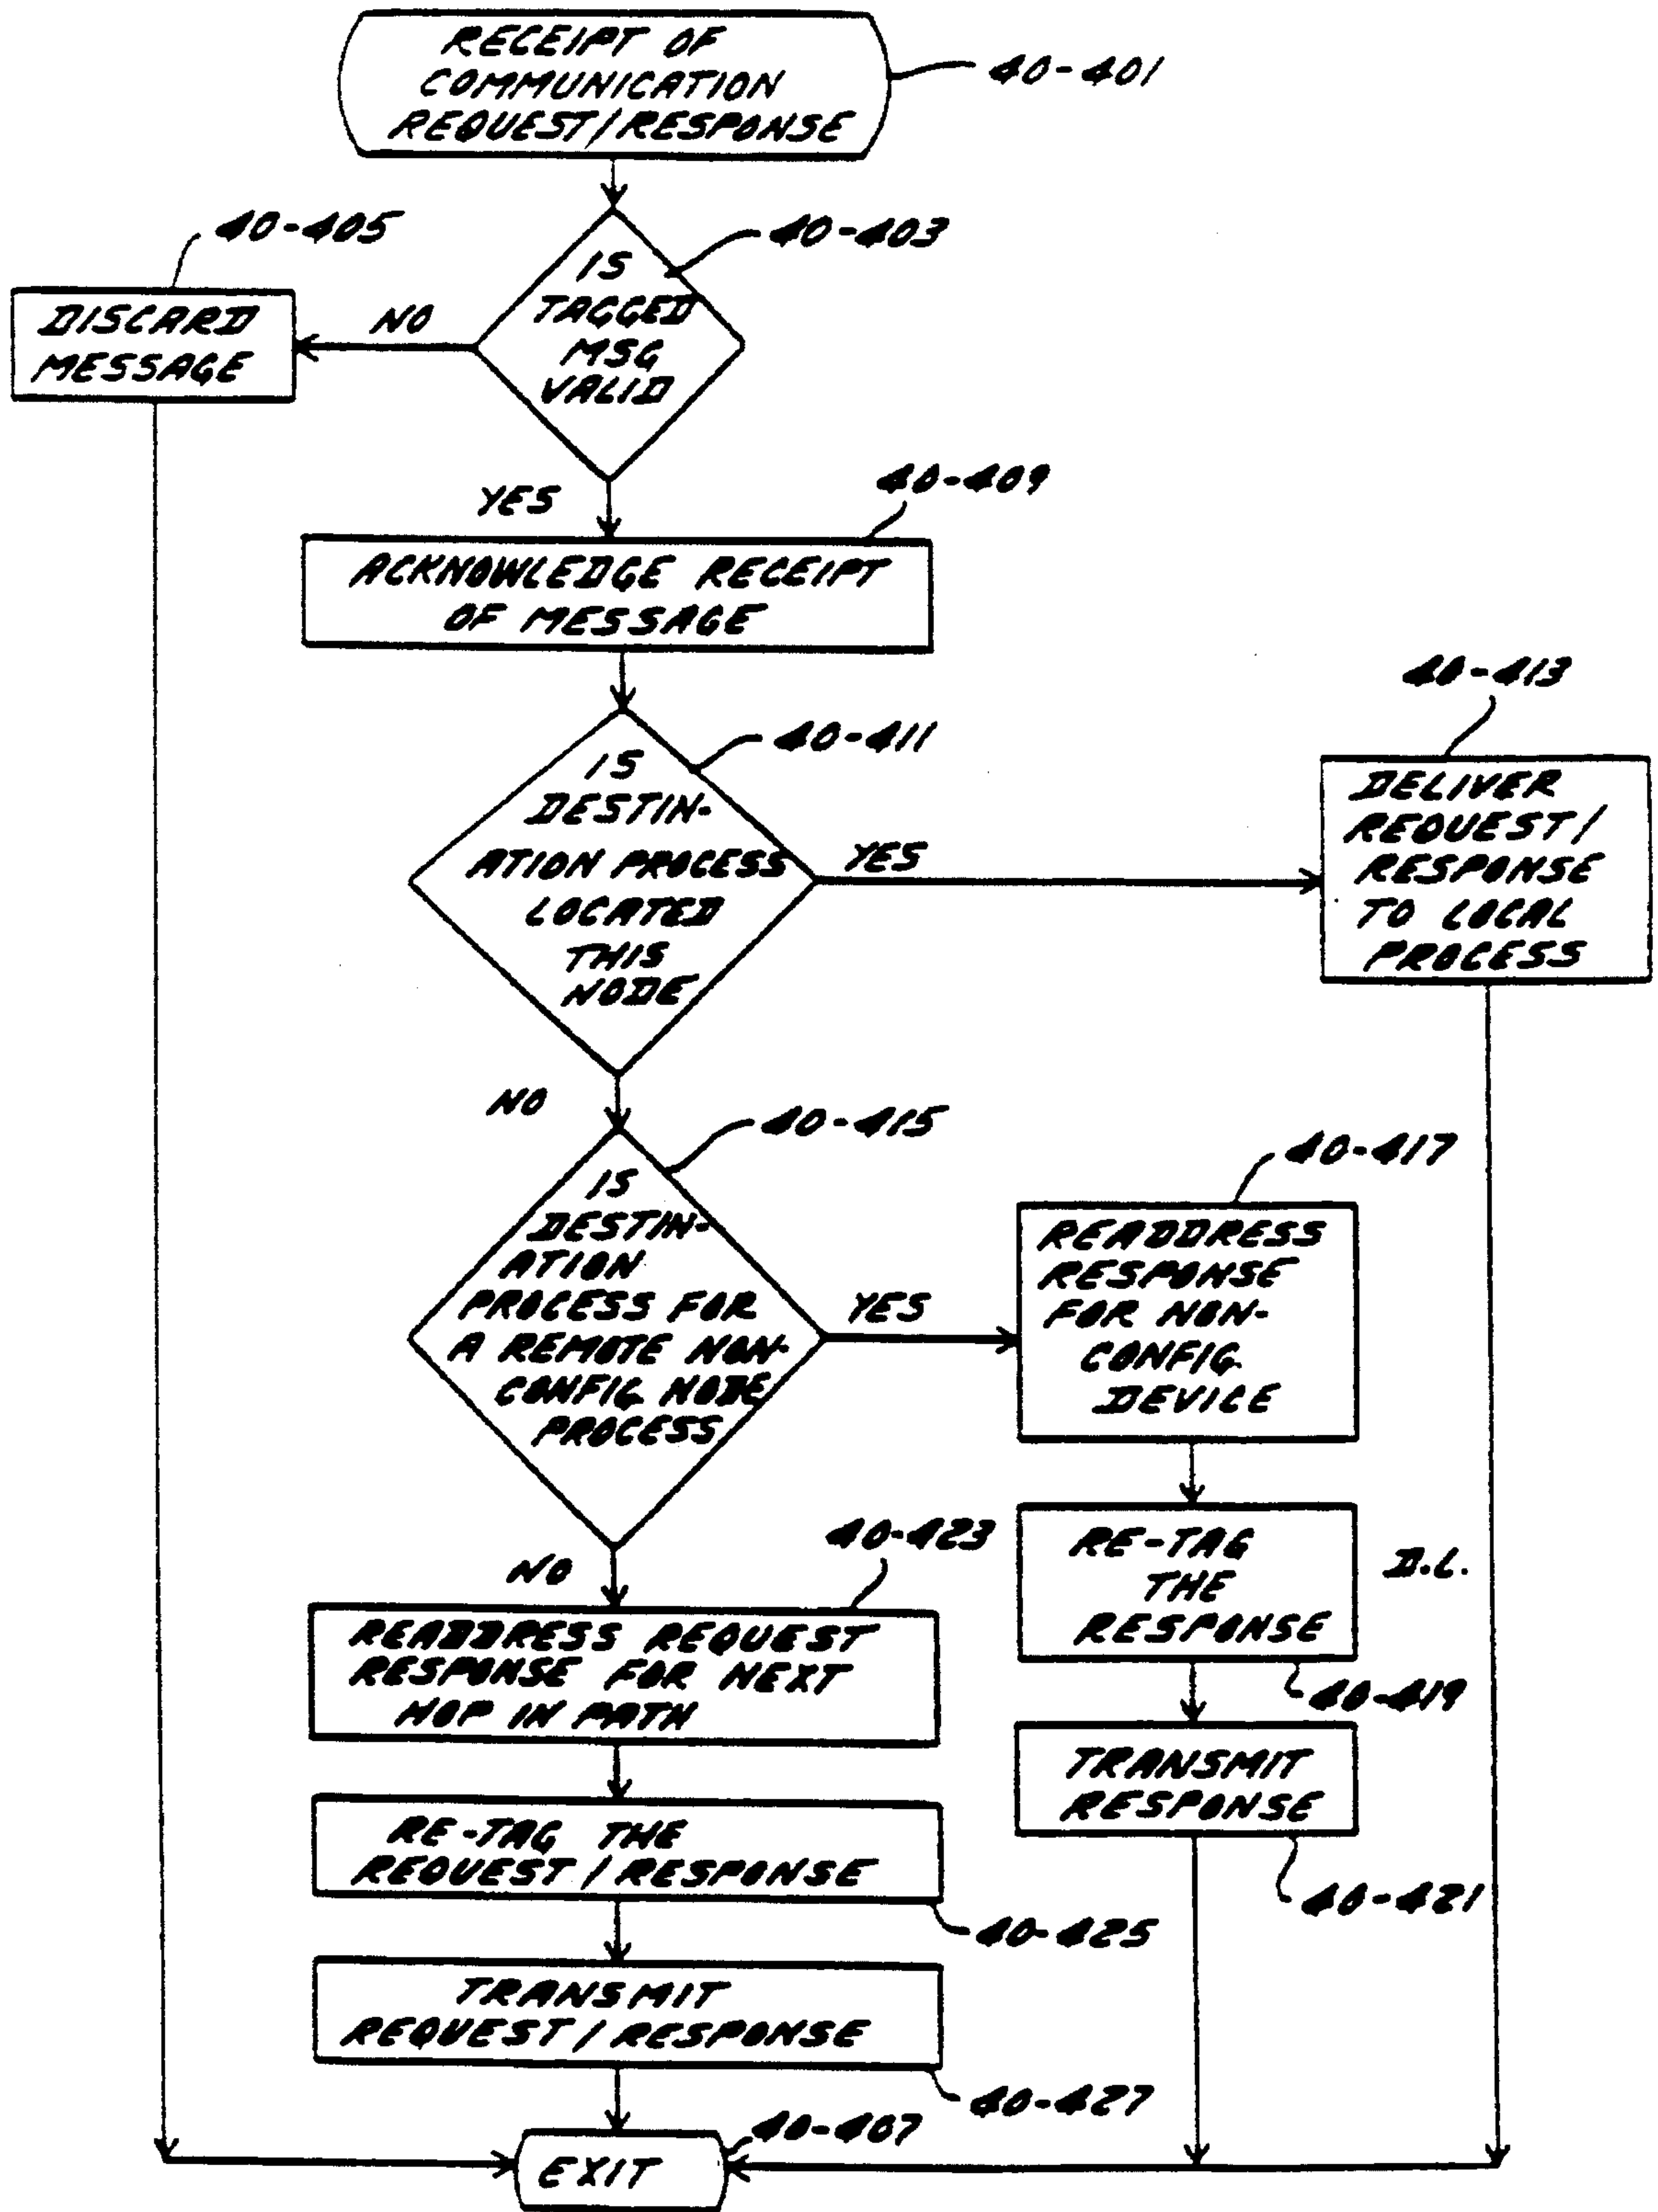 RECEIPT OF
COMMUNICATION
REQUEST/RESPONSE
40-401
40-405
40-403
DISCARD
MESSAGE
NO
IS
TAGGED
MSG
VALID
YES
40-409
ACKNOWLEDGE RECEIPT
OF MESSAGE
40-411
40-413
IS
DESTIN-
ATION PROCESS
LOCATED
THIS
NODE
YES
DELIVER
REQUEST/
RESPONSE
TO LOCAL
PROCESS
NO
40-415
40-417
IS
DESTIN-
ATION
PROCESS FOR
A REMOTE NON-
CONFIG. NODE
PROCESS
YES
READDRESS
RESPONSE
FOR NON-
CONFIG.
DEVICE
NO
40-423
RE-TAG
THE
RESPONSE
D.L.
40-419
READDRESS REQUEST
RESPONSE FOR NEXT
HOP IN PATH
TRANSMIT
RESPONSE
40-421
RE-TAG THE
REQUEST/RESPONSE
40-425
TRANSMIT
REQUEST/RESPONSE
40-427
40-407
EXIT